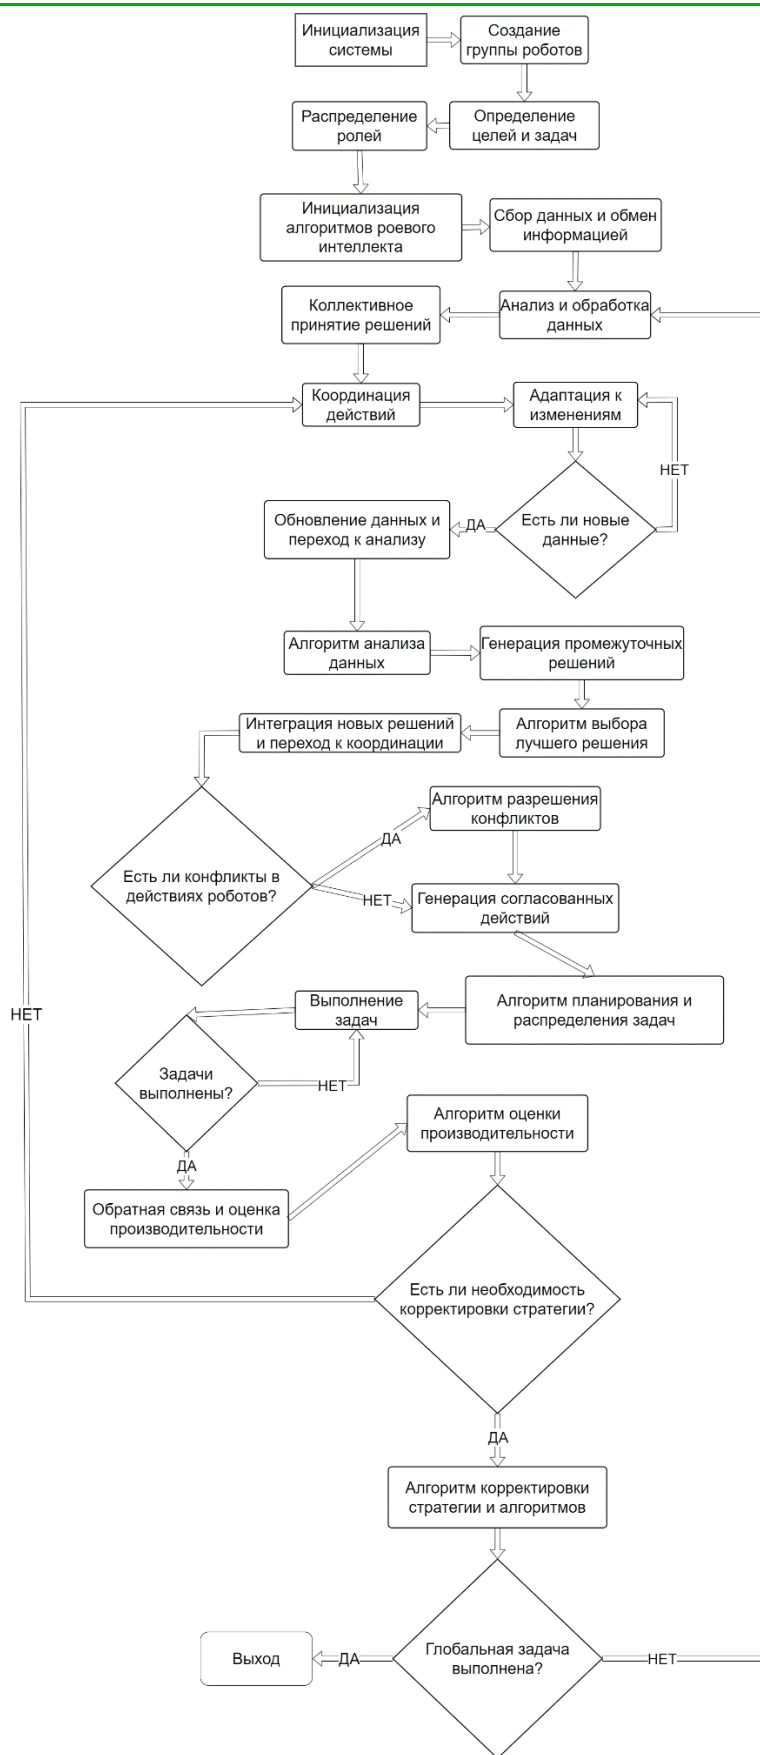 Инициализация
системы
Создание
группы роботов
Распределение
ролей
Определение
целей и задач
Инициализация
алгоритмов роевого
интеллекта
Сбор данных и обмен
информацией
Коллективное
принятие решений
Анализ и обработка
данных
Координация
действий
Адаптация к
изменениям
НЕТ
Обновление данных и
переход к анализу
ДА
Есть ли новые
данные?
Алгоритм анализа
данных
Генерация промежуточных
решений
Интеграция новых решений
и переход к координации
Алгоритм выбора
лучшего решения
Алгоритм разрешения
конфликтов
ДА
Есть ли конфликты в
действиях роботов?
НЕТ
Генерация согласованных
действий
НЕТ
Выполнение
задач
Алгоритм планирования и
распределения задач
Задачи
выполнены?
НЕТ
Алгоритм оценки
производительности
ДА
Обратная связь и оценка
производительности
Есть ли необходимость
корректировки стратегии?
ДА
Алгоритм корректировки
стратегии и алгоритмов
Выход
ДА
Глобальная задача
выполнена?
НЕТ